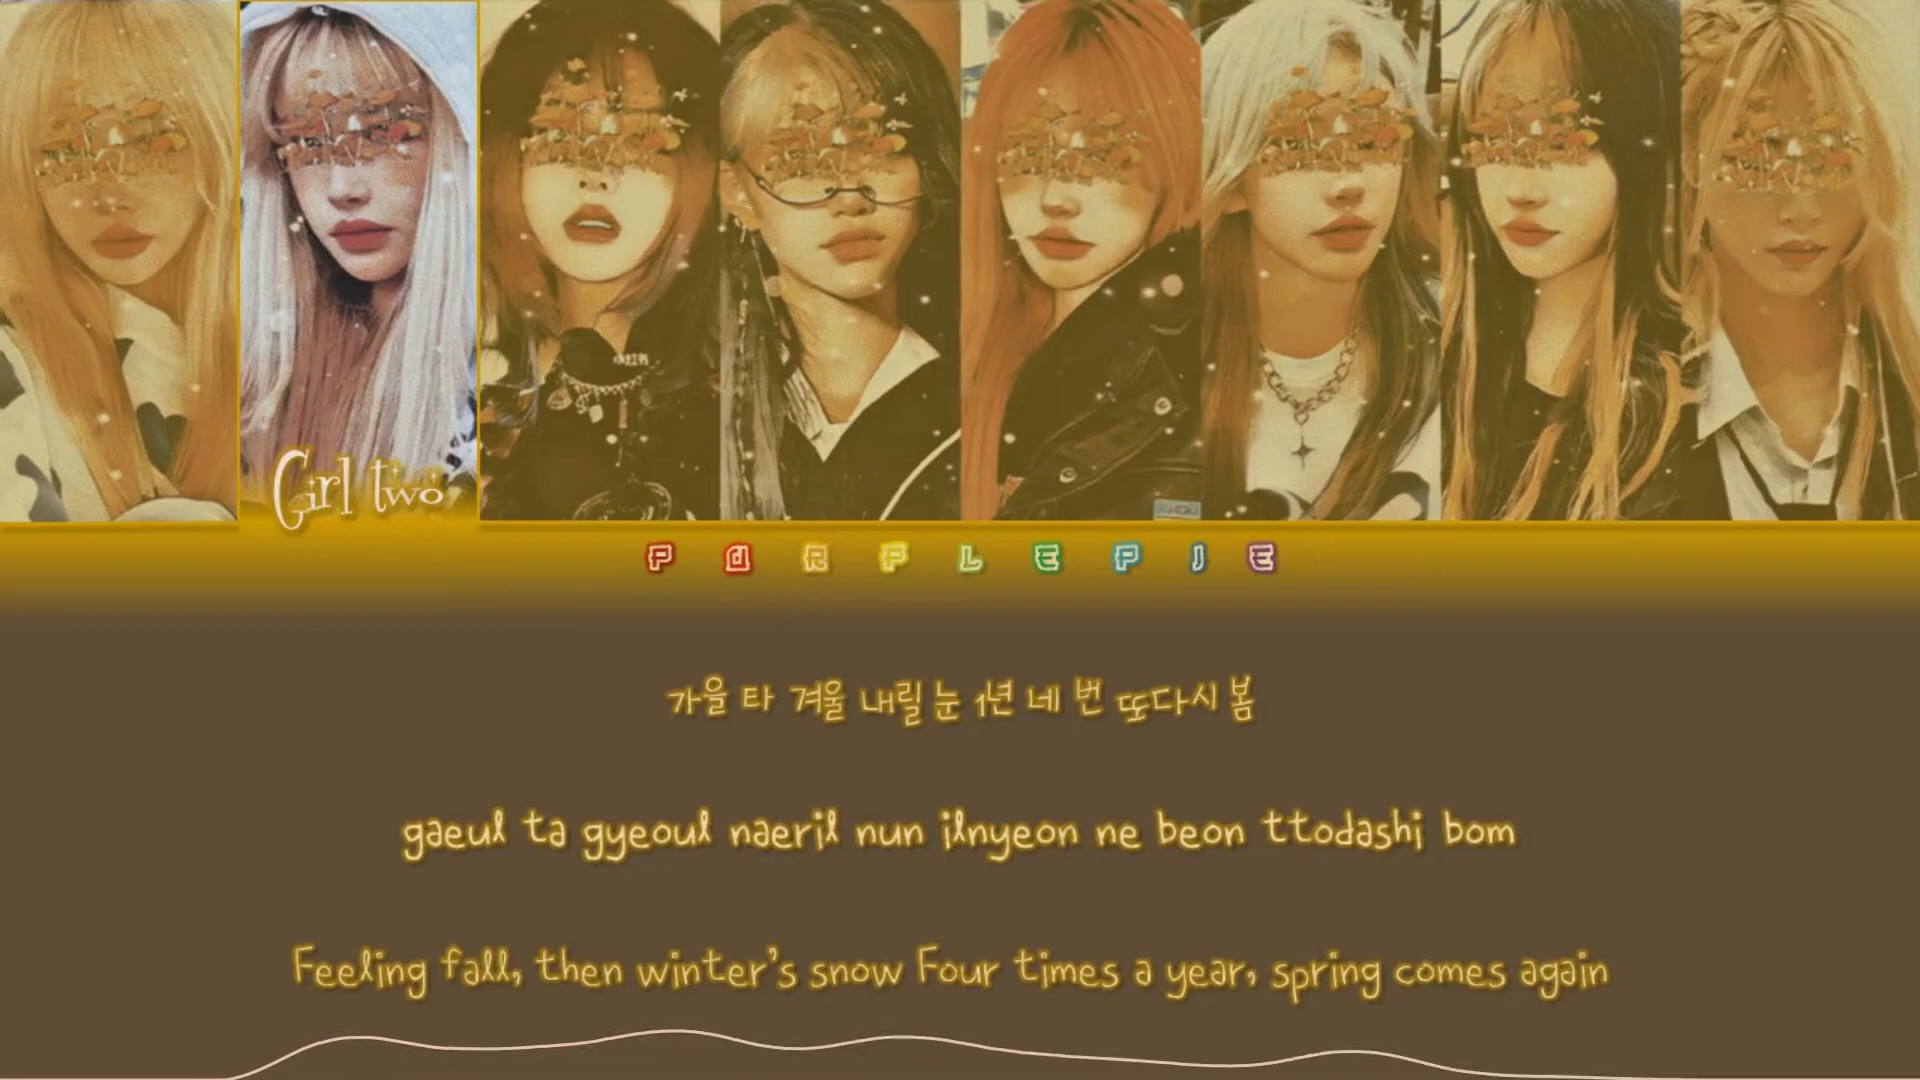 Girl two
P a R P L E P J E
가을 타 겨울 내릴 눈 1년 네 번 또다시 봄
gaeul ta gyeoul naeril nun ilnyeon ne beon ttodashi bom
Feeling fall, then winter's snow Four times a year, spring comes again